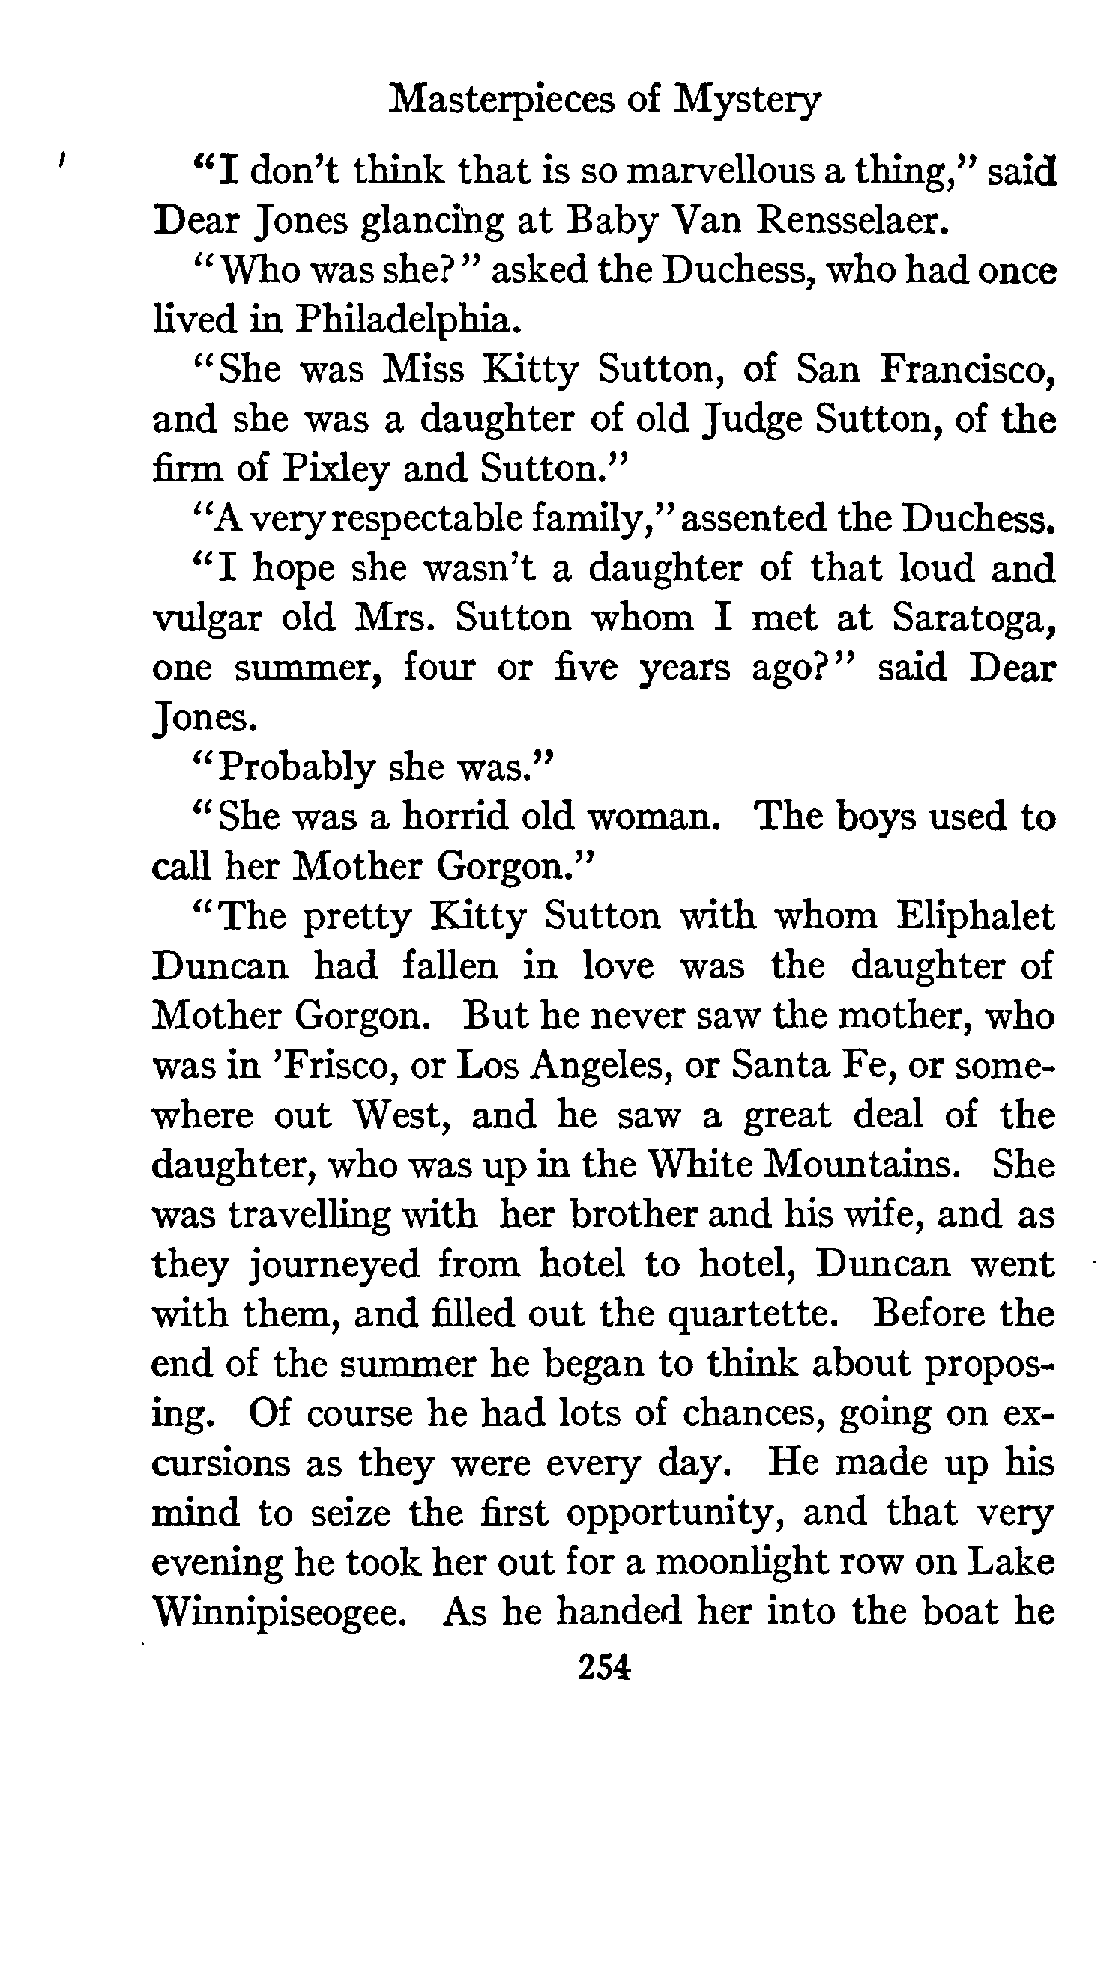 Masterpieces of Mystery
"I don't think that is so marvellous a thing," said
Dear Jones glancing at Baby Van Rensselaer.
"Who was she?" asked the Duchess, who had once
lived in Philadelphia.
"She was Miss Kitty Sutton, of San Francisco,
and she was a daughter of old Judge Sutton, of the
firm of Pixley and Sutton."
"A very respectable family," assented the Duchess.
"I hope she wasn't a daughter of that loud and
vulgar old Mrs. Sutton whom I met at Saratoga,
one summer, four or five years ago?" said Dear
Jones.
"Probably she was."
"She was a horrid old woman. The boys used to
call her Mother Gorgon."
"The pretty Kitty Sutton with whom Eliphalet
Duncan had fallen in love was the daughter of
Mother Gorgon. But he never saw the mother, who
was in 'Frisco, or Los Angeles, or Santa Fe, or some-
where out West, and he saw a great deal of the
daughter, who was up in the White Mountains. She
was travelling with her brother and his wife, and as
they journeyed from hotel to hotel, Duncan went
with them, and filled out the quartette. Before the
end of the summer he began to think about propos-
ing. Of course he had lots of chances, going on ex-
cursions as they were every day. He made up his
mind to seize the first opportunity, and that very
evening he took her out for a moonlight row on Lake
Winnipiseogee. As he handed her into the boat he
254